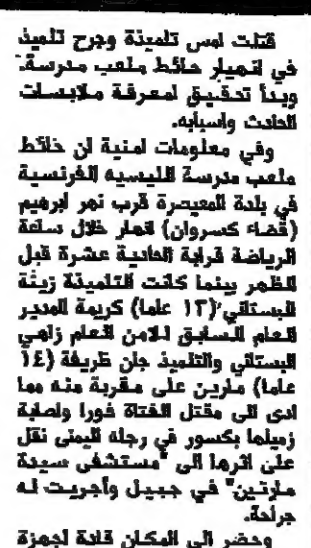 قتلت امس تلميذة وجرح تلميذ
في انهيار حائط ملعب مدرسة،
وبدأ تحقيق لمعرفة ملابسات
الحادث واسبابه.
وفي معلومات امنية ان حائط
ملعب مدرسة الليسيه الفرنسية
في بلدة المعيصرة قرب نهر ابرهيم
(قضاء كسروان) انهار خلال ساعة
الرياضة قرابة الحادية عشرة قبل
الظهر بينما كانت التلميذة زينة
البستاني (١٣ عاما) كريمة المدير
العام السابق للامن العام زاهي
البستاني والتلميذ جان ظريفة (١٤
عاما) مارين على مقربة منه مما
ادى الى مقتل الفتاة فورا واصابة
زميلها بكسور في رجله اليمنى نقل
على اثرها الى "مستشفى سيدة
مارتين" في جبيل وأجريت له
جراحة.
وحضر الى المكان قادة اجهزة